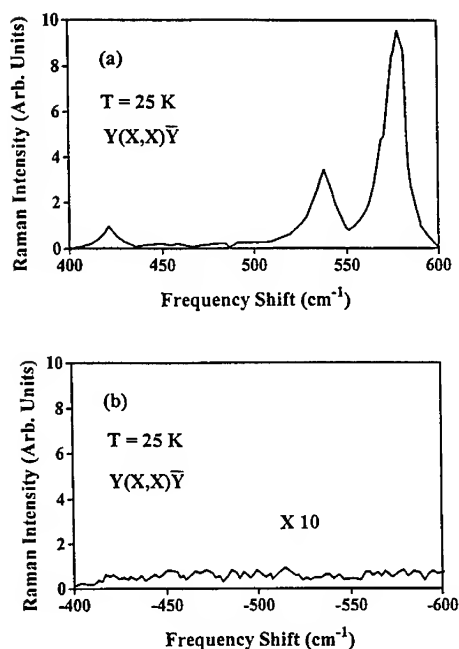 Raman Intensity (Arb. Units)
10
8
6
4
2
0
(a)
T = 25 K
Y(X,X)Y̅
400 450 500 550 600
Frequency Shift (cm⁻¹)
Raman Intensity (Arb. Units)
10
8
6
4
2
0
(b)
T = 25 K
Y(X,X)Y̅
X 10
-400 -450 -500 -550 -600
Frequency Shift (cm⁻¹)